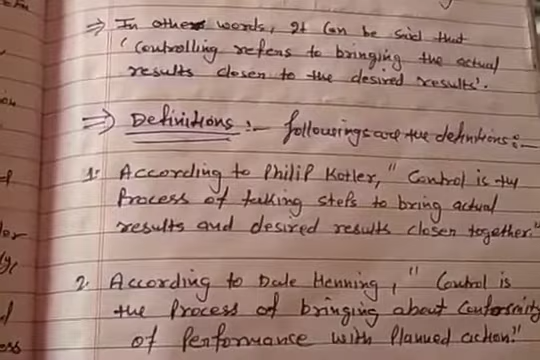 ⇒ In other words, It can be said that
'Controlling refers to bringing the actual
results closer to the desired results'.
⇒ Definitions :- followings are the definitions :-
1. According to Philip Kotler, "Control is the
Process of taking steps to bring actual
results and desired results closer together."
2. According to Dale Henning, "Control is
the Process of bringing about Conformity
of Performance with Planned action."